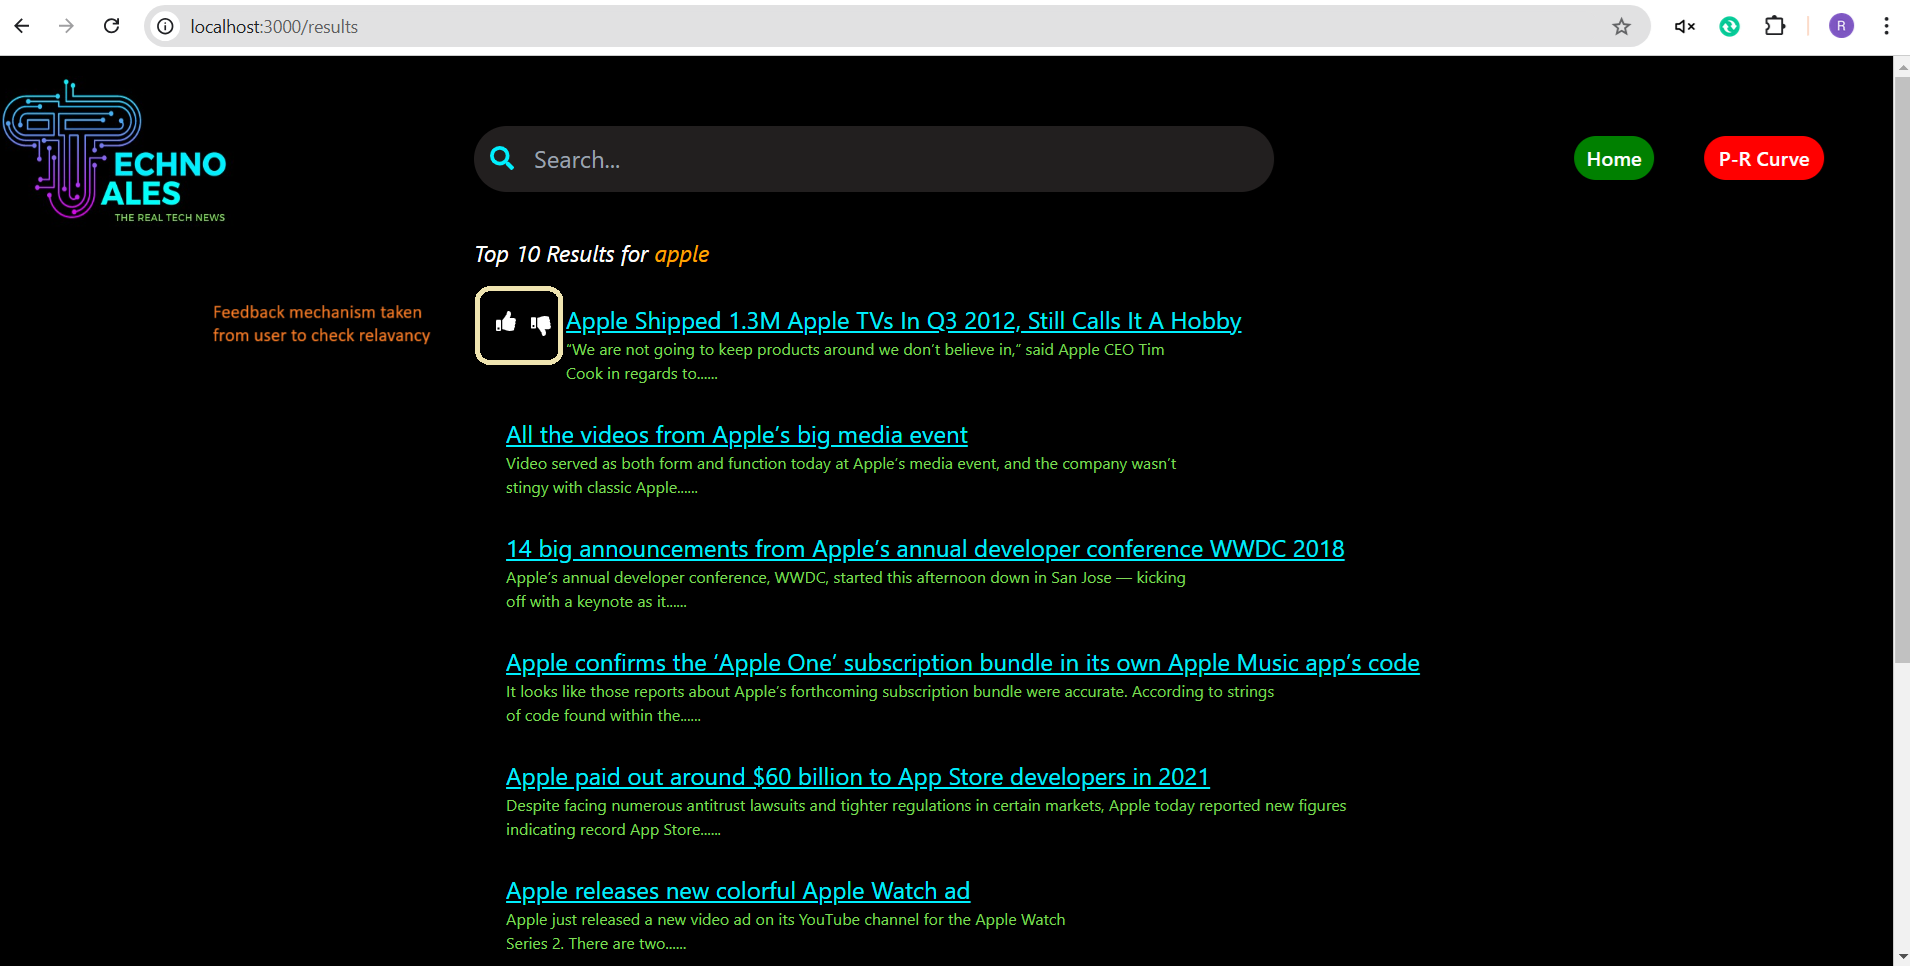 localhost:3000/results
R
ECHNO
ALES
THE REAL TECH NEWS
Search...
Home
P-R Curve
Top 10 Results for apple
Feedback mechanism taken
from user to check relavancy
Apple Shipped 1.3M Apple TVs In Q3 2012, Still Calls It A Hobby
“We are not going to keep products around we don’t believe in,“ said Apple CEO Tim
Cook in regards to......
All the videos from Apple’s big media event
Video served as both form and function today at Apple’s media event, and the company wasn’t
stingy with classic Apple......
14 big announcements from Apple’s annual developer conference WWDC 2018
Apple’s annual developer conference, WWDC, started this afternoon down in San Jose — kicking
off with a keynote as it......
Apple confirms the ‘Apple One’ subscription bundle in its own Apple Music app’s code
It looks like those reports about Apple’s forthcoming subscription bundle were accurate. According to strings
of code found within the......
Apple paid out around $60 billion to App Store developers in 2021
Despite facing numerous antitrust lawsuits and tighter regulations in certain markets, Apple today reported new figures
indicating record App Store......
Apple releases new colorful Apple Watch ad
Apple just released a new video ad on its YouTube channel for the Apple Watch
Series 2. There are two......